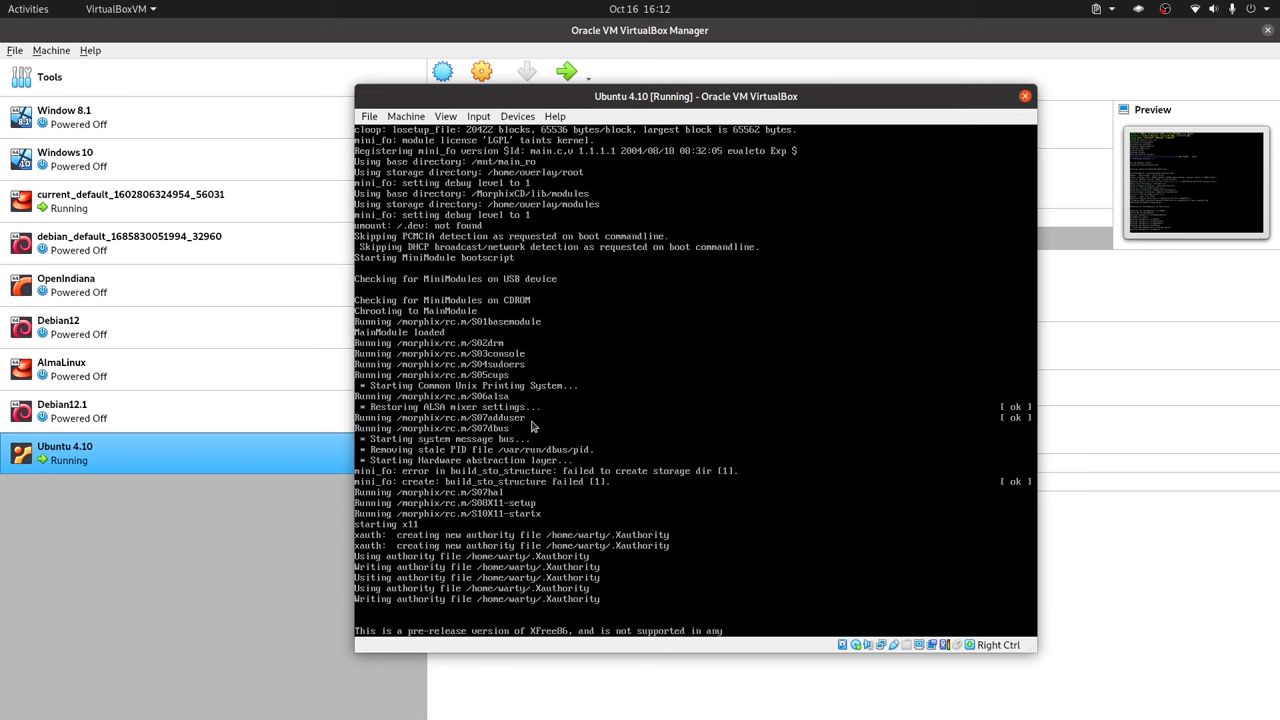 Activities
VirtualBoxVM
Oct 16 16:12
Oracle VM VirtualBox Manager
File Machine Help
Tools
Window 8.1
Powered Off
Windows 10
Powered Off
current_default_1602806324954_56031
Running
debian_default_1685830051994_32960
Powered Off
OpenIndiana
Powered Off
Debian12
Powered Off
AlmaLinux
Powered Off
Debian12.1
Powered Off
Ubuntu 4.10
Running
Preview
Ubuntu 4.10 [Running] - Oracle VM VirtualBox
File Machine View Input Devices Help
cloop: losetup_file: 20422 blocks, 65536 bytes/block, largest block is 65562 bytes.
mini_fo: module license 'LGPL' taints kernel.
Registering mini_fo version $Id: main.c,v 1.1.1.1 2004/08/18 08:32:05 evaleto Exp $
Using base directory: /mnt/main_ro
Using storage directory: /home/overlay/root
mini_fo: setting debug level to 1
Using base directory: /MorphixCD/lib/modules
Using storage directory: /home/overlay/modules
mini_fo: setting debug level to 1
umount: /.dev: not found
Skipping PCMCIA detection as requested on boot commandline.
Skipping DHCP broadcast/network detection as requested on boot commandline.
Starting MiniModule bootscript
Checking for MiniModules on USB device
Checking for MiniModules on CDROM
Chrooting to MainModule
Running /morphix/rc.m/S01basemodule
MainModule loaded
Running /morphix/rc.m/S02drm
Running /morphix/rc.m/S03console
Running /morphix/rc.m/S04sudoers
Running /morphix/rc.m/S05cups
* Starting Common Unix Printing System...
Running /morphix/rc.m/S06alsa
* Restoring ALSA mixer settings... [ ok ]
Running /morphix/rc.m/S07adduser [ ok ]
Running /morphix/rc.m/S07dbus
* Starting system message bus...
* Removing stale PID file /var/run/dbus/pid.
* Starting Hardware abstraction layer...
mini_fo: error in build_sto_structure: failed to create storage dir [1].
mini_fo: create: build_sto_structure failed [1]. [ ok ]
Running /morphix/rc.m/S07hal
Running /morphix/rc.m/S08X11-setup
Running /morphix/rc.m/S10X11-startx
starting x11
xauth: creating new authority file /home/warty/.Xauthority
xauth: creating new authority file /home/warty/.Xauthority
Using authority file /home/warty/.Xauthority
Writing authority file /home/warty/.Xauthority
Usiting authority file /home/warty/.Xauthority
Using authority file /home/warty/.Xauthority
Writing authority file /home/warty/.Xauthority
This is a pre-release version of XFree86, and is not supported in any
Right Ctrl